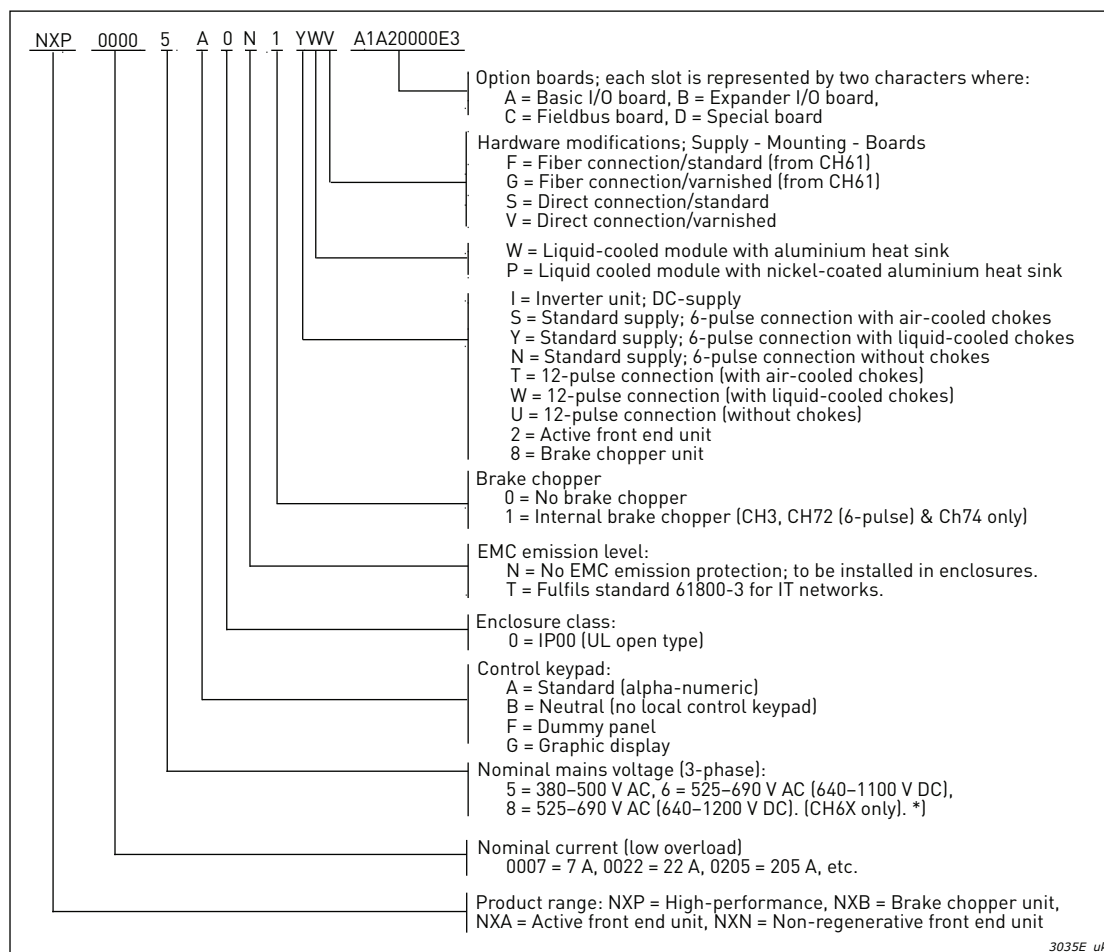 NXP 0000 5 A 0 N 1 YWV A1A20000E3
Option boards; each slot is represented by two characters where:
A = Basic I/O board, B = Expander I/O board,
C = Fieldbus board, D = Special board
Hardware modifications; Supply - Mounting - Boards
F = Fiber connection/standard (from CH61)
G = Fiber connection/varnished (from CH61)
S = Direct connection/standard
V = Direct connection/varnished
W = Liquid-cooled module with aluminium heat sink
P = Liquid cooled module with nickel-coated aluminium heat sink
I = Inverter unit; DC-supply
S = Standard supply; 6-pulse connection with air-cooled chokes
Y = Standard supply; 6-pulse connection with liquid-cooled chokes
N = Standard supply; 6-pulse connection without chokes
T = 12-pulse connection (with air-cooled chokes)
W = 12-pulse connection (with liquid-cooled chokes)
U = 12-pulse connection (without chokes)
2 = Active front end unit
8 = Brake chopper unit
Brake chopper
0 = No brake chopper
1 = Internal brake chopper (CH3, CH72 (6-pulse) & Ch74 only)
EMC emission level:
N = No EMC emission protection; to be installed in enclosures.
T = Fulfils standard 61800-3 for IT networks.
Enclosure class:
0 = IP00 (UL open type)
Control keypad:
A = Standard (alpha-numeric)
B = Neutral (no local control keypad)
F = Dummy panel
G = Graphic display
Nominal mains voltage (3-phase):
5 = 380–500 V AC, 6 = 525–690 V AC (640–1100 V DC),
8 = 525–690 V AC (640–1200 V DC). (CH6X only). *)
Nominal current (low overload)
0007 = 7 A, 0022 = 22 A, 0205 = 205 A, etc.
Product range: NXP = High-performance, NXB = Brake chopper unit,
NXA = Active front end unit, NXN = Non-regenerative front end unit
3035E_uk